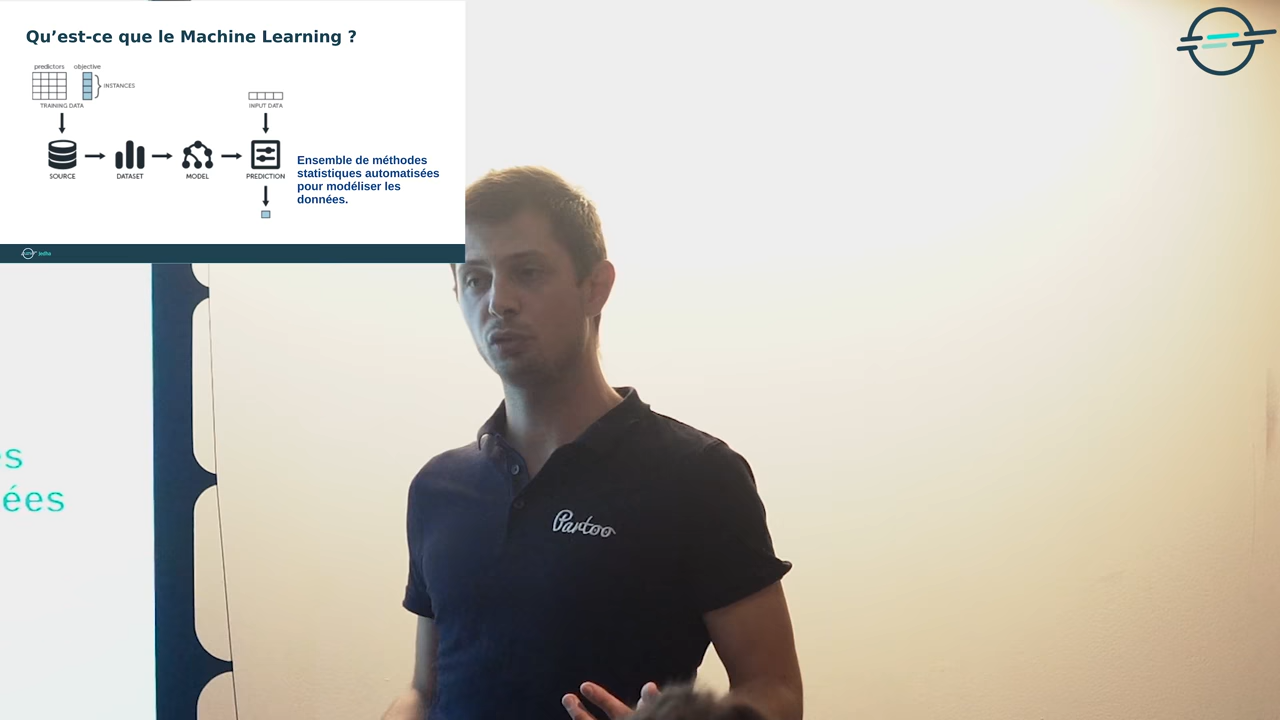 Qu’est-ce que le Machine Learning ?
predictors objective
INSTANCES
TRAINING DATA
INPUT DATA
SOURCE DATASET MODEL PREDICTION
Ensemble de méthodes
statistiques automatisées
pour modéliser les
données.
jedha
s
ées
Partoo